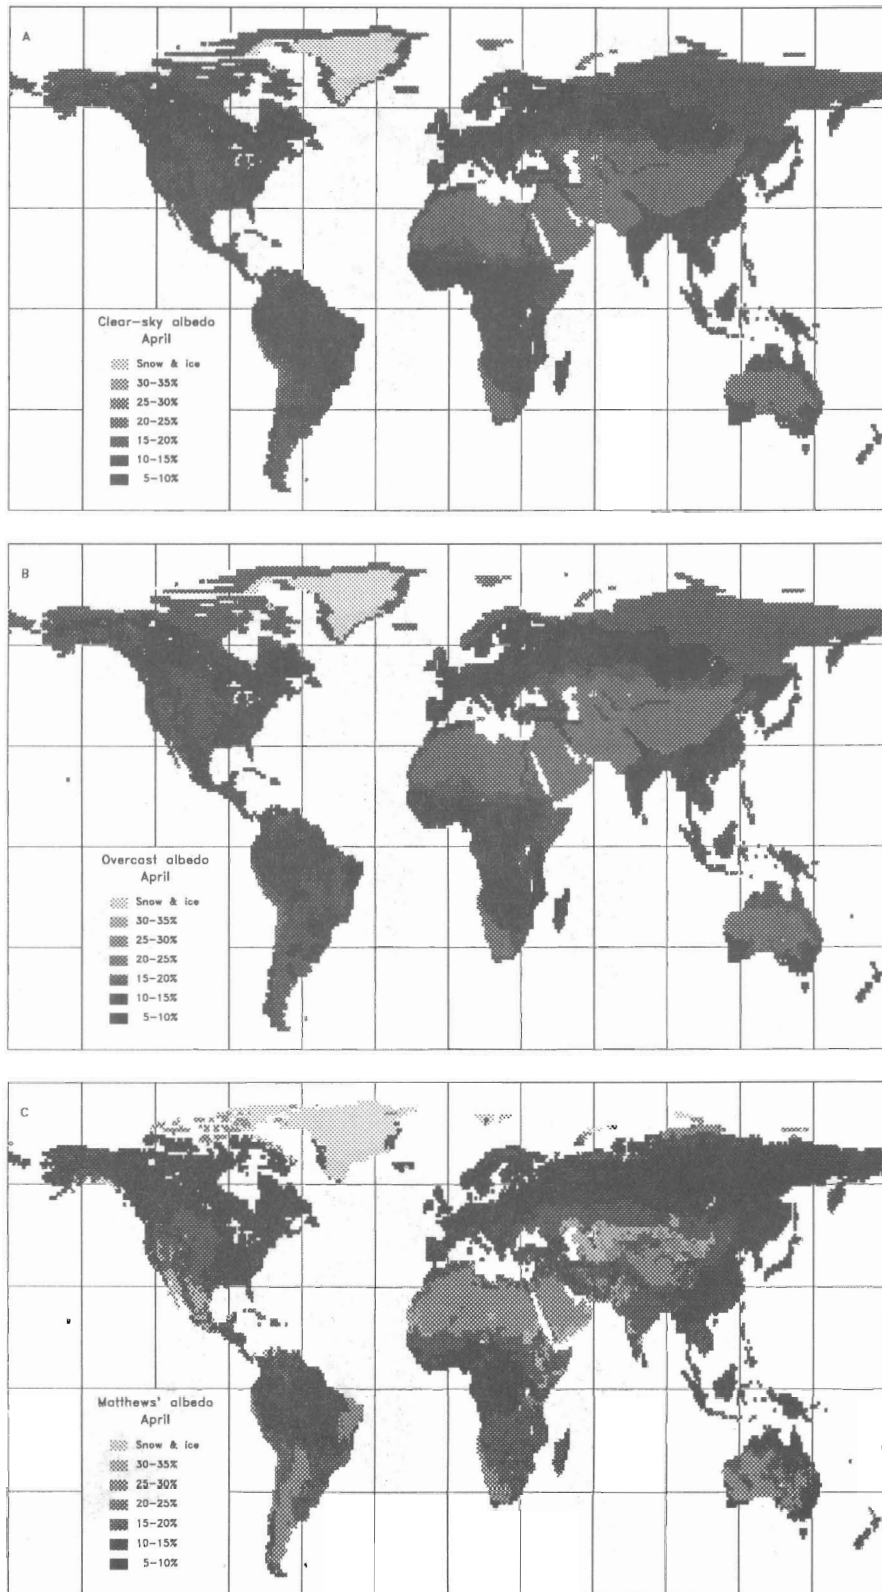 A
Clear-sky albedo
April
Snow & ice
30-35%
25-30%
20-25%
15-20%
10-15%
5-10%
B
Overcast albedo
April
Snow & ice
30-35%
25-30%
20-25%
15-20%
10-15%
5-10%
C
Matthews' albedo
April
Snow & ice
30-35%
25-30%
20-25%
15-20%
10-15%
5-10%